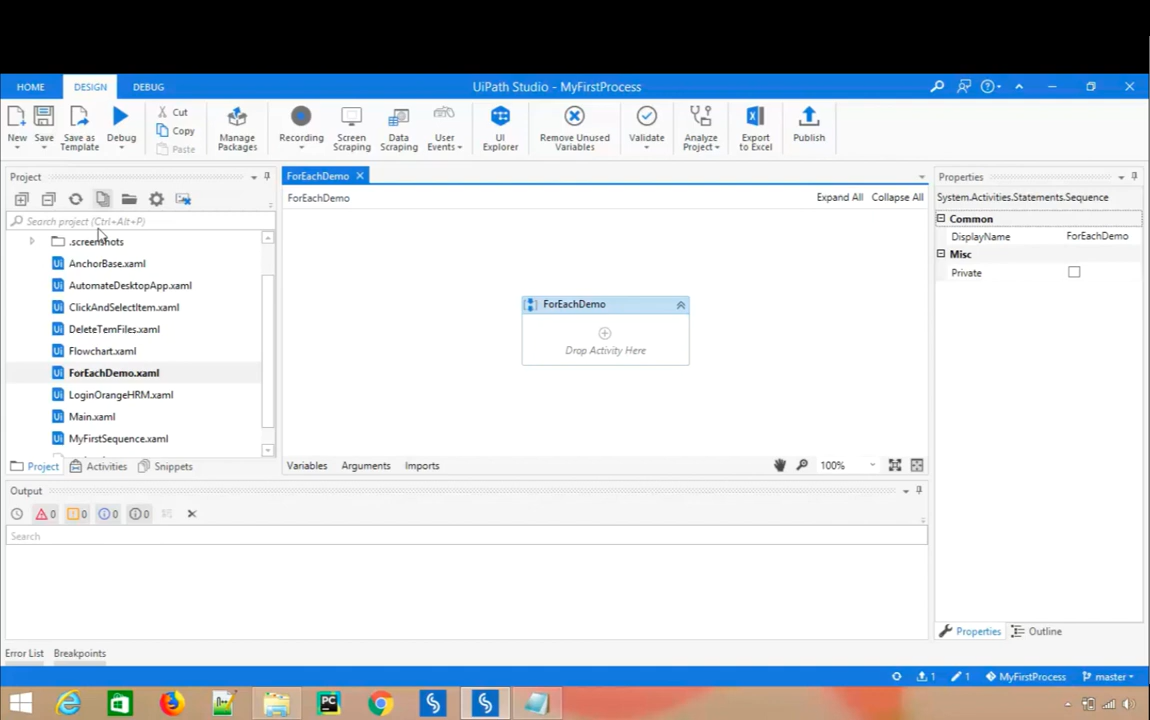 HOME DESIGN DEBUG UiPath Studio - MyFirstProcess
New Save Save as Template Debug Cut Copy Paste Manage Packages Recording Screen Scraping Data Scraping User Events UI Explorer Remove Unused Variables Validate Analyze Project Export to Excel Publish
Project
ForEachDemo
Properties
Search project (Ctrl+Alt+P)
ForEachDemo Expand All Collapse All
System.Activities.Statements.Sequence
Common
DisplayName ForEachDemo
Misc
Private
.screenshots
AnchorBase.xaml
AutomateDesktopApp.xaml
ClickAndSelectItem.xaml
DeleteTemFiles.xaml
Flowchart.xaml
ForEachDemo.xaml
LoginOrangeHRM.xaml
Main.xaml
MyFirstSequence.xaml
ForEachDemo
Drop Activity Here
Project Activities Snippets
Variables Arguments Imports 100%
Output
0 0 0 0
Search
Properties Outline
Error List Breakpoints
1 1 MyFirstProcess master
PC